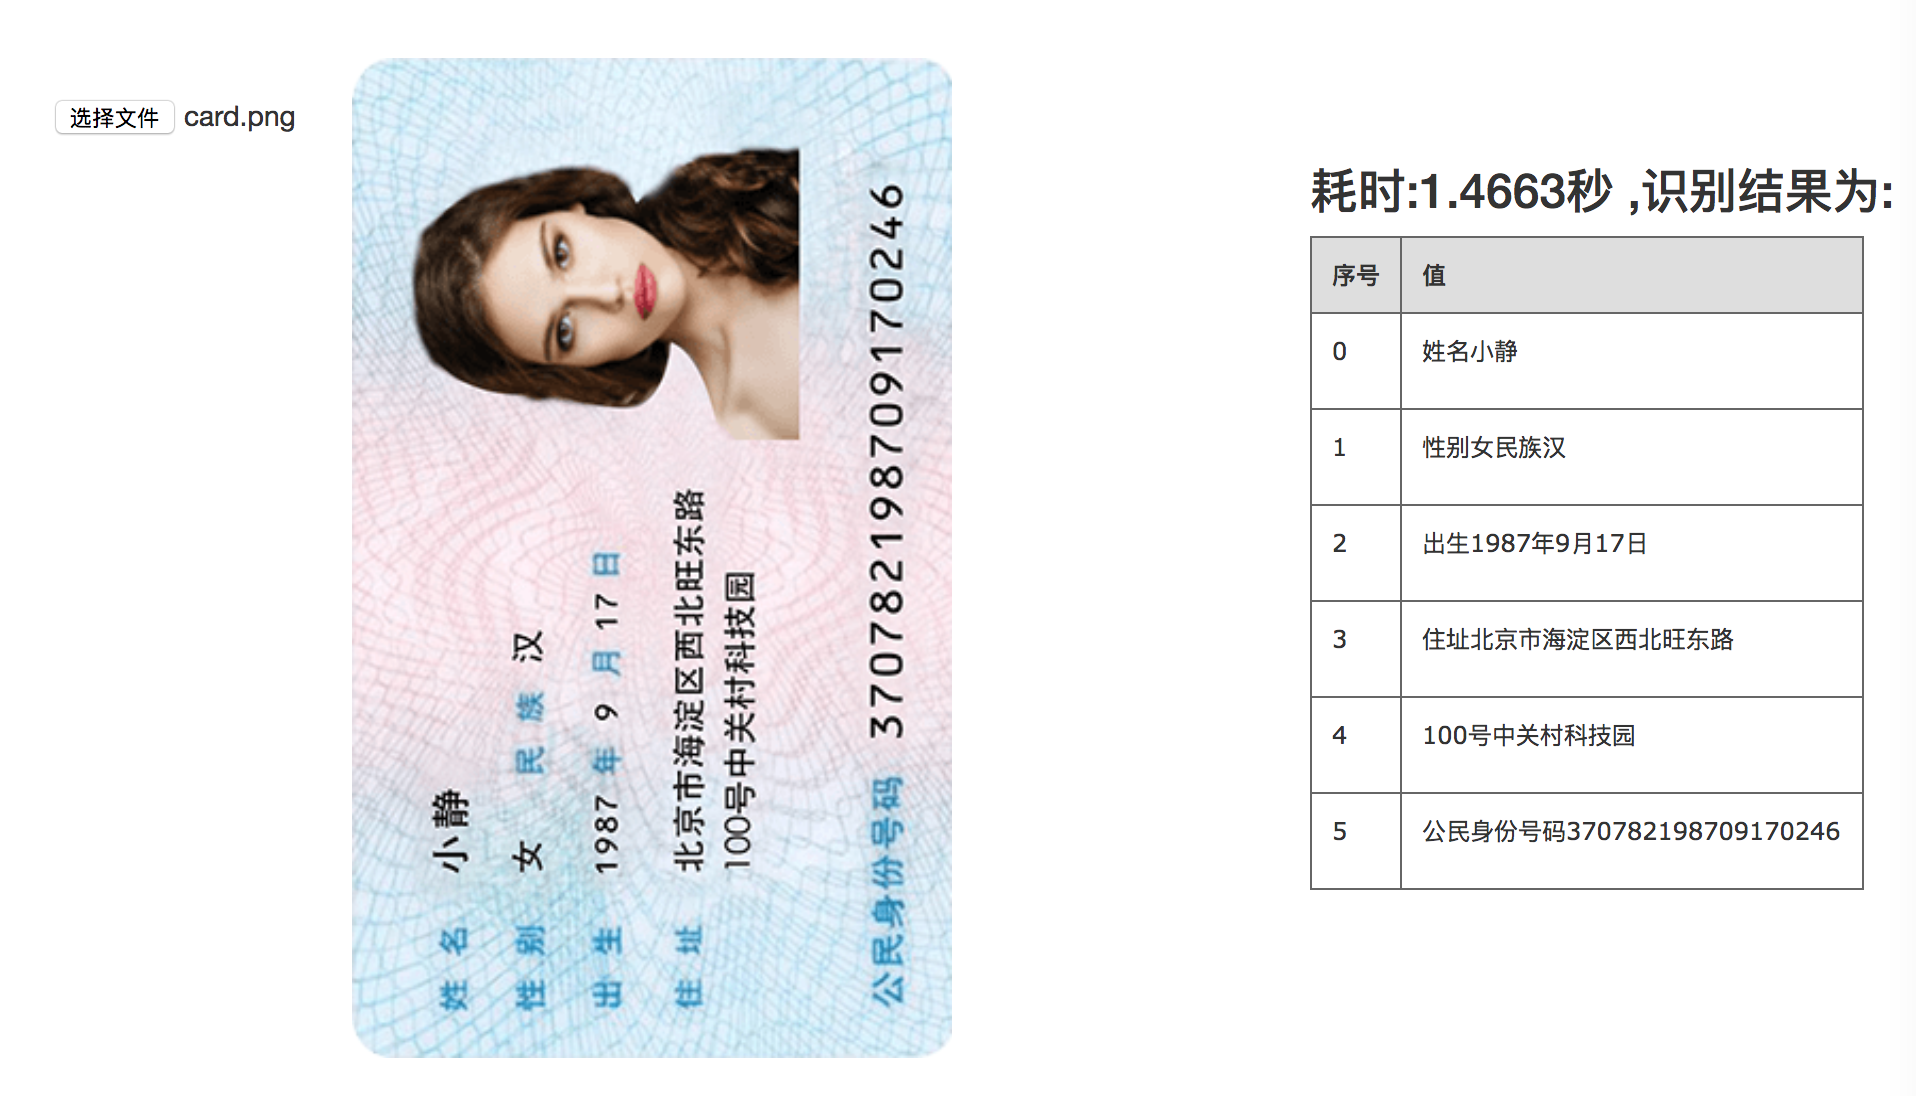 选择文件 card.png
姓名 小静
性别 女 民族 汉
出生 1987 年 9 月 17 日
住址 北京市海淀区西北旺东路
100号中关村科技园
公民身份号码 370782198709170246
耗时:1.4663秒 ,识别结果为:
序号 值
0 姓名小静
1 性别女民族汉
2 出生1987年9月17日
3 住址北京市海淀区西北旺东路
4 100号中关村科技园
5 公民身份号码370782198709170246